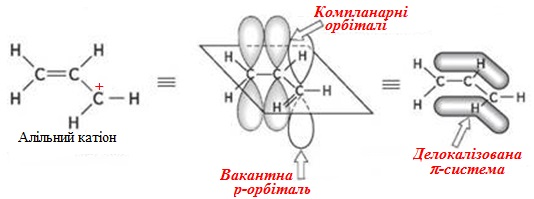 Компланарні
орбіталі
H H
C=C
H C — H
+
H
Алільний катіон
≡
H H
C C
H C H
H
Вакантна
p-орбіталь
≡
H H
C C
H C H
H
Делокалізована
π-система